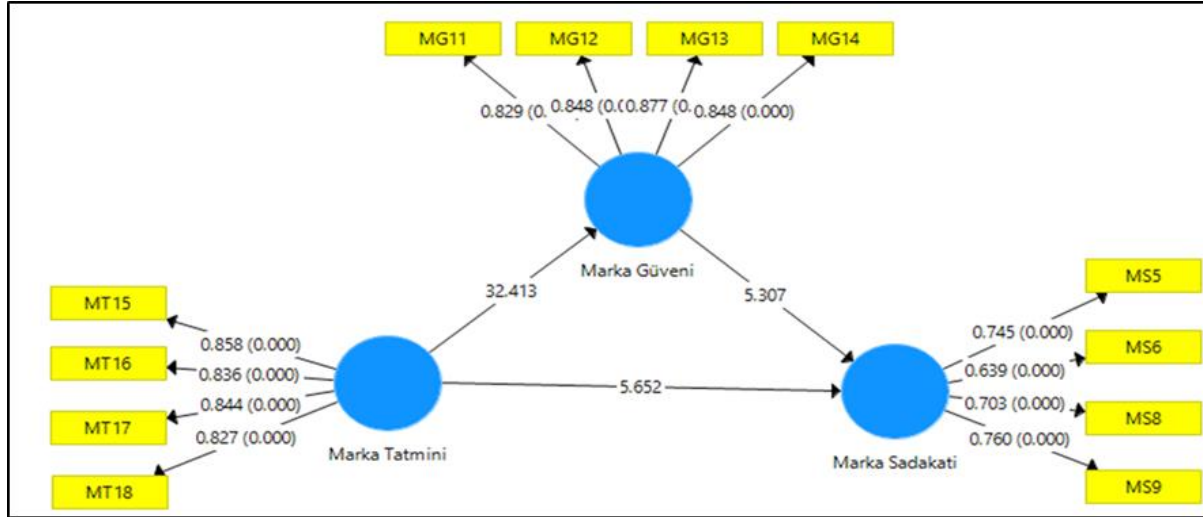 MG11 MG12 MG13 MG14
0.829 (0. 0.848 (0.0 0.877 (0. 0.848 (0.000)
Marka Güveni
32.413
5.307
MT15
MT16
MT17
MT18
0.858 (0.000)
0.836 (0.000)
0.844 (0.000)
0.827 (0.000)
Marka Tatmini
5.652
Marka Sadakati
0.745 (0.000)
0.639 (0.000)
0.703 (0.000)
0.760 (0.000)
MS5
MS6
MS8
MS9